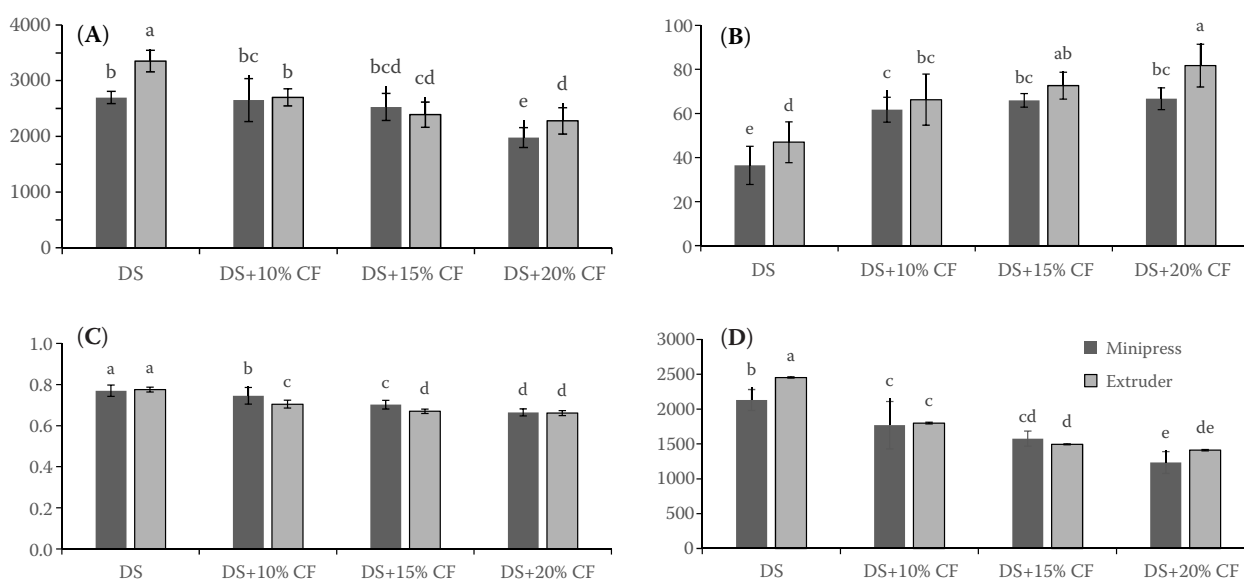 (A)
4000
3000
2000
1000
0
b a bc b bcd cd e d
DS DS+10% CF DS+15% CF DS+20% CF
(B)
100
80
60
40
20
0
e d c bc bc ab bc a
DS DS+10% CF DS+15% CF DS+20% CF
(C)
1.0
0.8
0.6
0.4
0.2
0.0
a a b c c d d d
DS DS+10% CF DS+15% CF DS+20% CF
(D)
3000
2500
2000
1500
1000
500
0
b a c c cd d e de
Minipress
Extruder
DS DS+10% CF DS+15% CF DS+20% CF